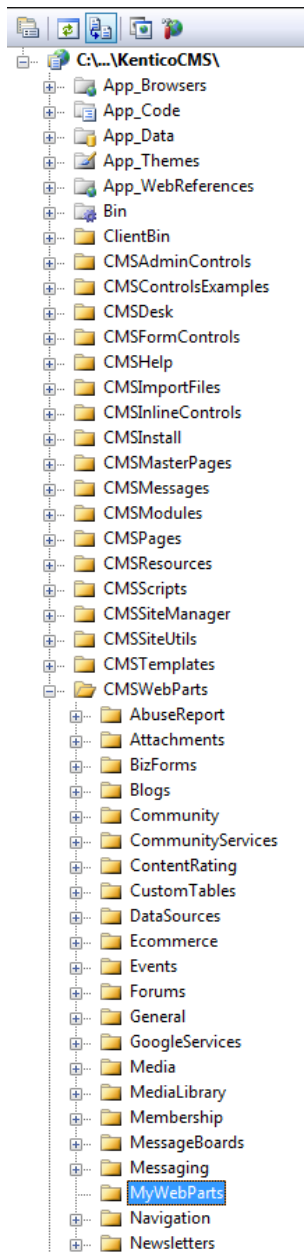 C:\...\KenticoCMS\
App_Browsers
App_Code
App_Data
App_Themes
App_WebReferences
Bin
ClientBin
CMSAdminControls
CMSControlsExamples
CMSDesk
CMSFormControls
CMSHelp
CMSImportFiles
CMSInlineControls
CMSInstall
CMSMasterPages
CMSMessages
CMSModules
CMSPages
CMSResources
CMSScripts
CMSSiteManager
CMSSiteUtils
CMSTemplates
CMSWebParts
AbuseReport
Attachments
BizForms
Blogs
Community
CommunityServices
ContentRating
CustomTables
DataSources
Ecommerce
Events
Forums
General
GoogleServices
Media
MediaLibrary
Membership
MessageBoards
Messaging
MyWebParts
Navigation
Newsletters